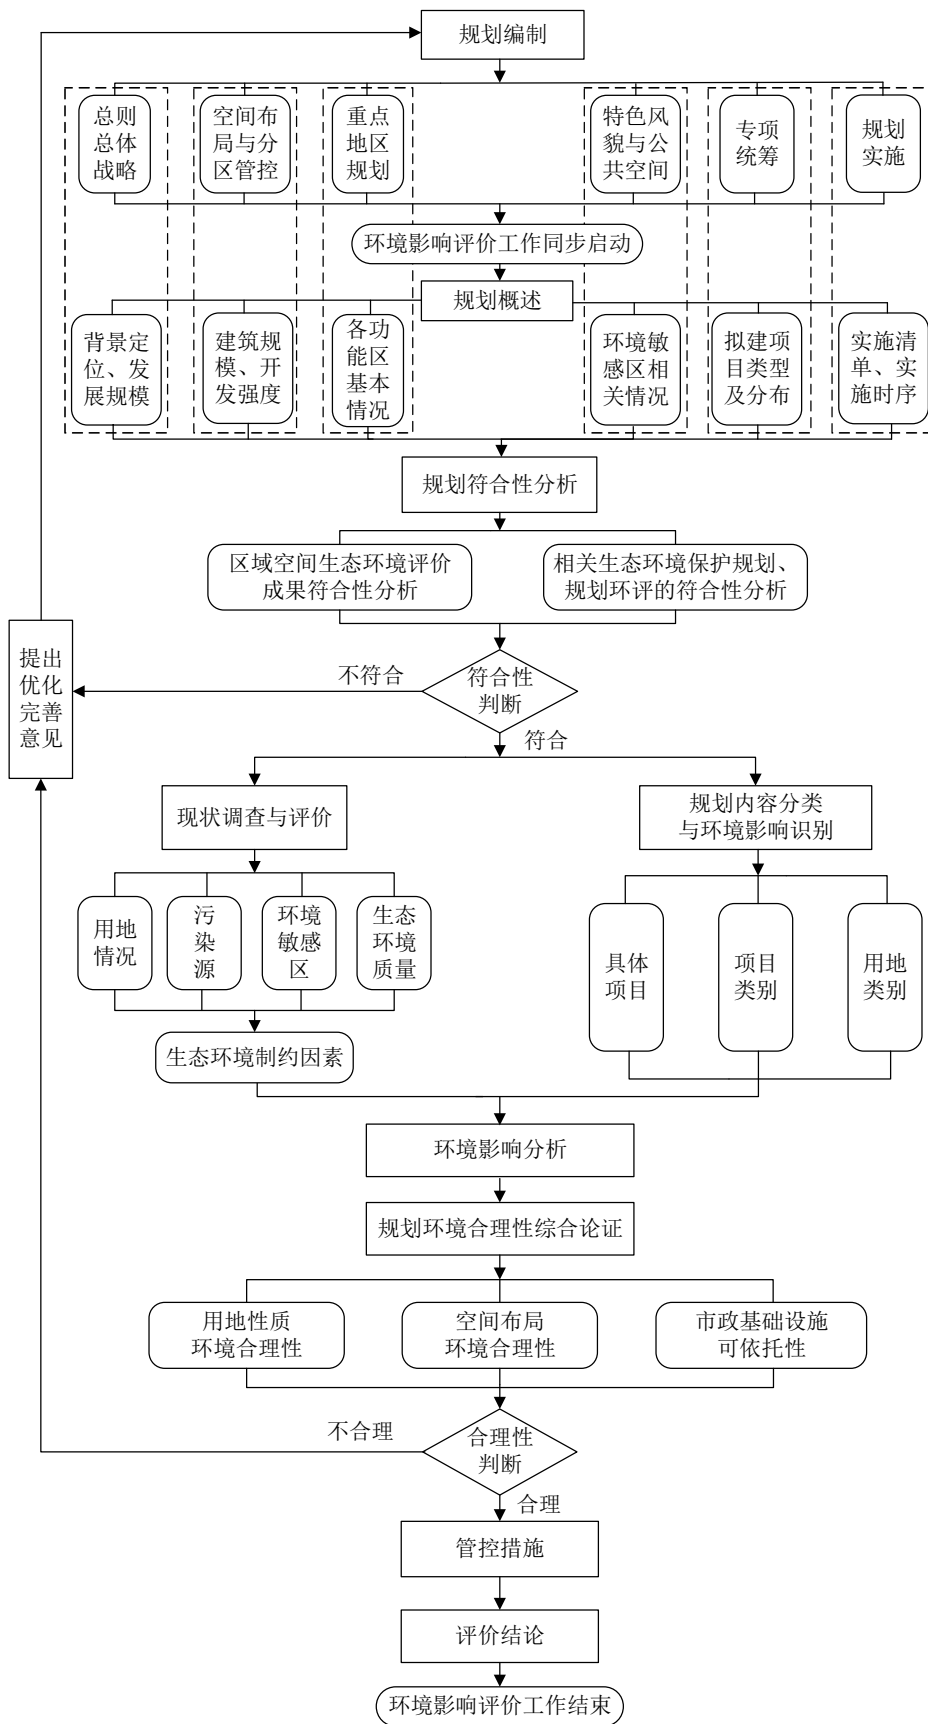 规划编制
总则
总体
战略
空间布
局与分
区管控
重点
地区
规划
特色风
貌与公
共空间
专项
统筹
规划
实施
环境影响评价工作同步启动
规划概述
背景定
位、发
展规模
建筑规
模、开
发强度
各功
能区
基本
情况
环境敏
感区相
关情况
拟建项
目类型
及分布
实施清
单、实
施时序
规划符合性分析
区域空间生态环境评价
成果符合性分析
相关生态环境保护规划、
规划环评的符合性分析
提出
优化
完善
意见
不符合
符合性
判断
符合
现状调查与评价
规划内容分类
与环境影响识别
用地
情况
污
染
源
环境
敏感
区
生态
环境
质量
具体
项目
项目
类别
用地
类别
生态环境制约因素
环境影响分析
规划环境合理性综合论证
用地性质
环境合理性
空间布局
环境合理性
市政基础设施
可依托性
不合理
合理性
判断
合理
管控措施
评价结论
环境影响评价工作结束